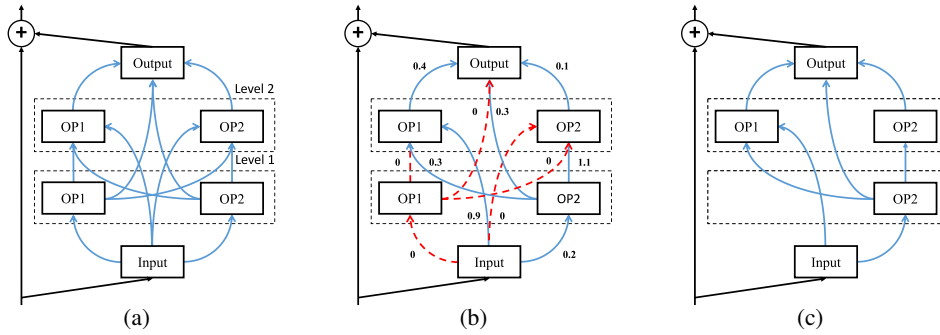 +
Output
Level 2
OP1
OP2
Level 1
OP1
OP2
Input
(a)
+
Output
0.4
0.1
0
0.3
OP1
OP2
0
0.3
0
1.1
OP1
OP2
0.9
0
0
0.2
Input
(b)
+
Output
OP1
OP2
OP2
Input
(c)